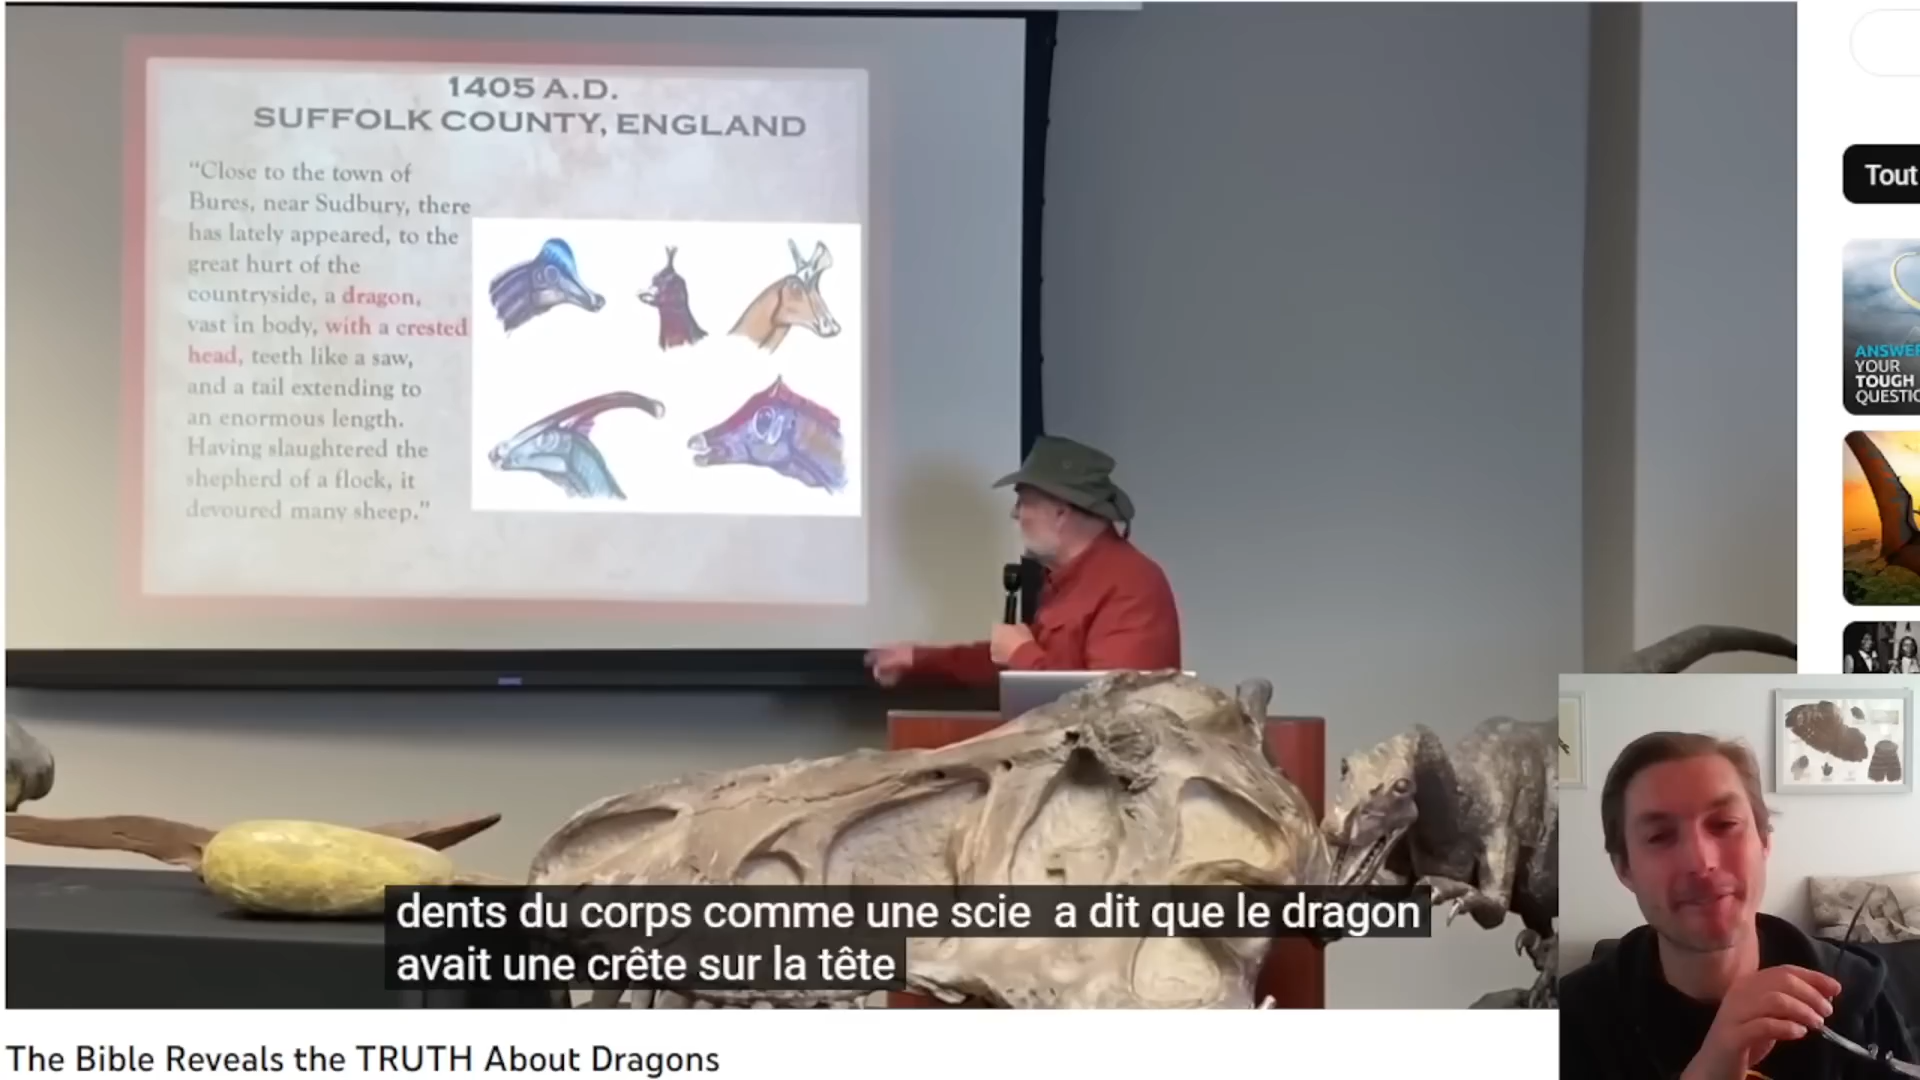 1405 A.D.
SUFFOLK COUNTY, ENGLAND
"Close to the town of
Bures, near Sudbury, there
has lately appeared, to the
great hurt of the
countryside, a dragon,
vast in body, with a crested
head, teeth like a saw,
and a tail extending to
an enormous length.
Having slaughtered the
shepherd of a flock, it
devoured many sheep."
dents du corps comme une scie a dit que le dragon
avait une crête sur la tête
The Bible Reveals the TRUTH About Dragons
Tout
ANSWE
YOUR
TOUGH
QUESTIO